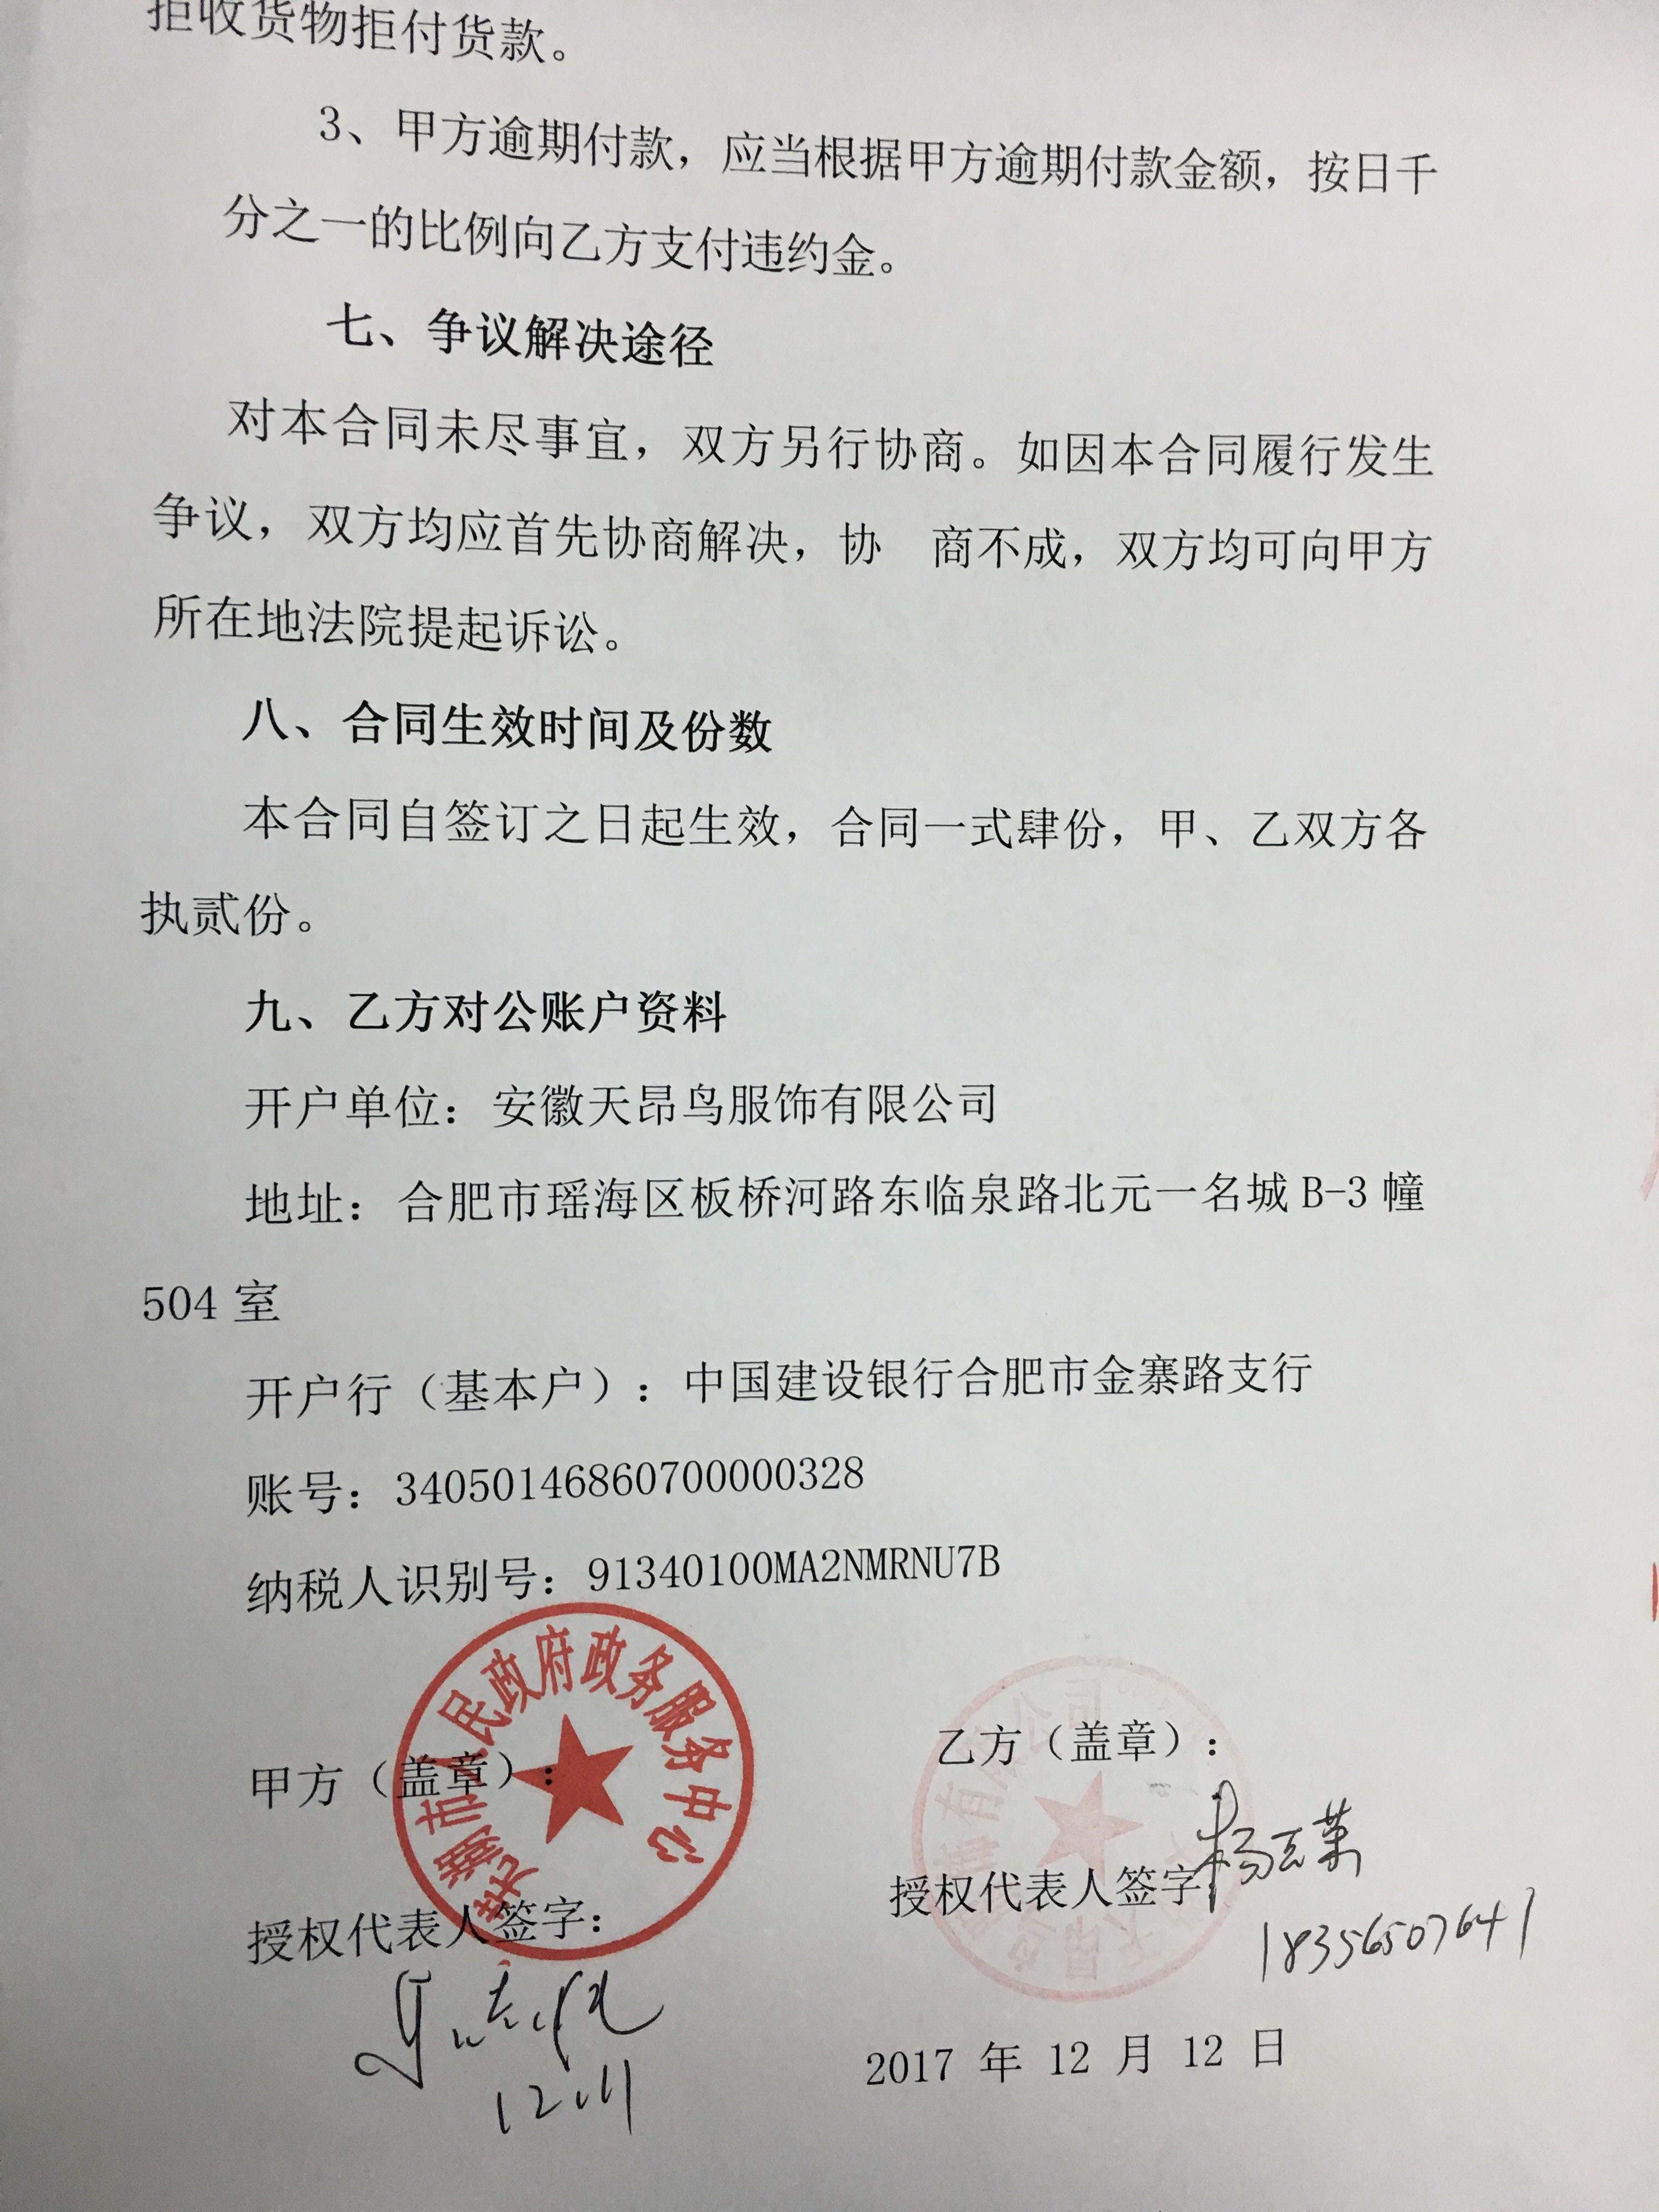 拒收货物拒付货款。
3、甲方逾期付款，应当根据甲方逾期付款金额，按日千
分之一的比例向乙方支付违约金。
七、争议解决途径
对本合同未尽事宜，双方另行协商。如因本合同履行发生
争议，双方均应首先协商解决，协　商不成，双方均可向甲方
所在地法院提起诉讼。
八、合同生效时间及份数
本合同自签订之日起生效，合同一式肆份，甲、乙双方各
执贰份。
九、乙方对公账户资料
开户单位：安徽天昂鸟服饰有限公司
地址：合肥市瑶海区板桥河路东临泉路北元一名城 B-3 幢
504 室
开户行（基本户）：中国建设银行合肥市金寨路支行
账号：34050146860700000328
纳税人识别号：91340100MA2NMRNU7B
芜湖市人民政府政务服务中心
甲方（盖章）：
乙方（盖章）：
授权代表人签字：
授权代表人签字
18356507641
12.11
2017 年 12 月 12 日